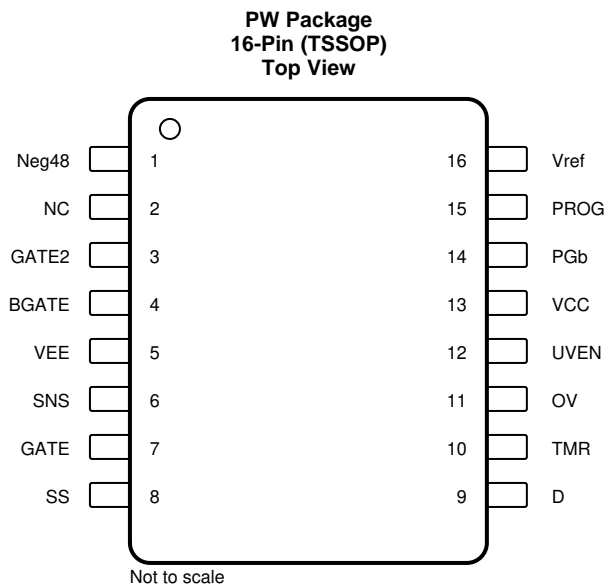 PW Package
16-Pin (TSSOP)
Top View
Neg48 1 16 Vref
NC 2 15 PROG
GATE2 3 14 PGb
BGATE 4 13 VCC
VEE 5 12 UVEN
SNS 6 11 OV
GATE 7 10 TMR
SS 8 9 D
Not to scale